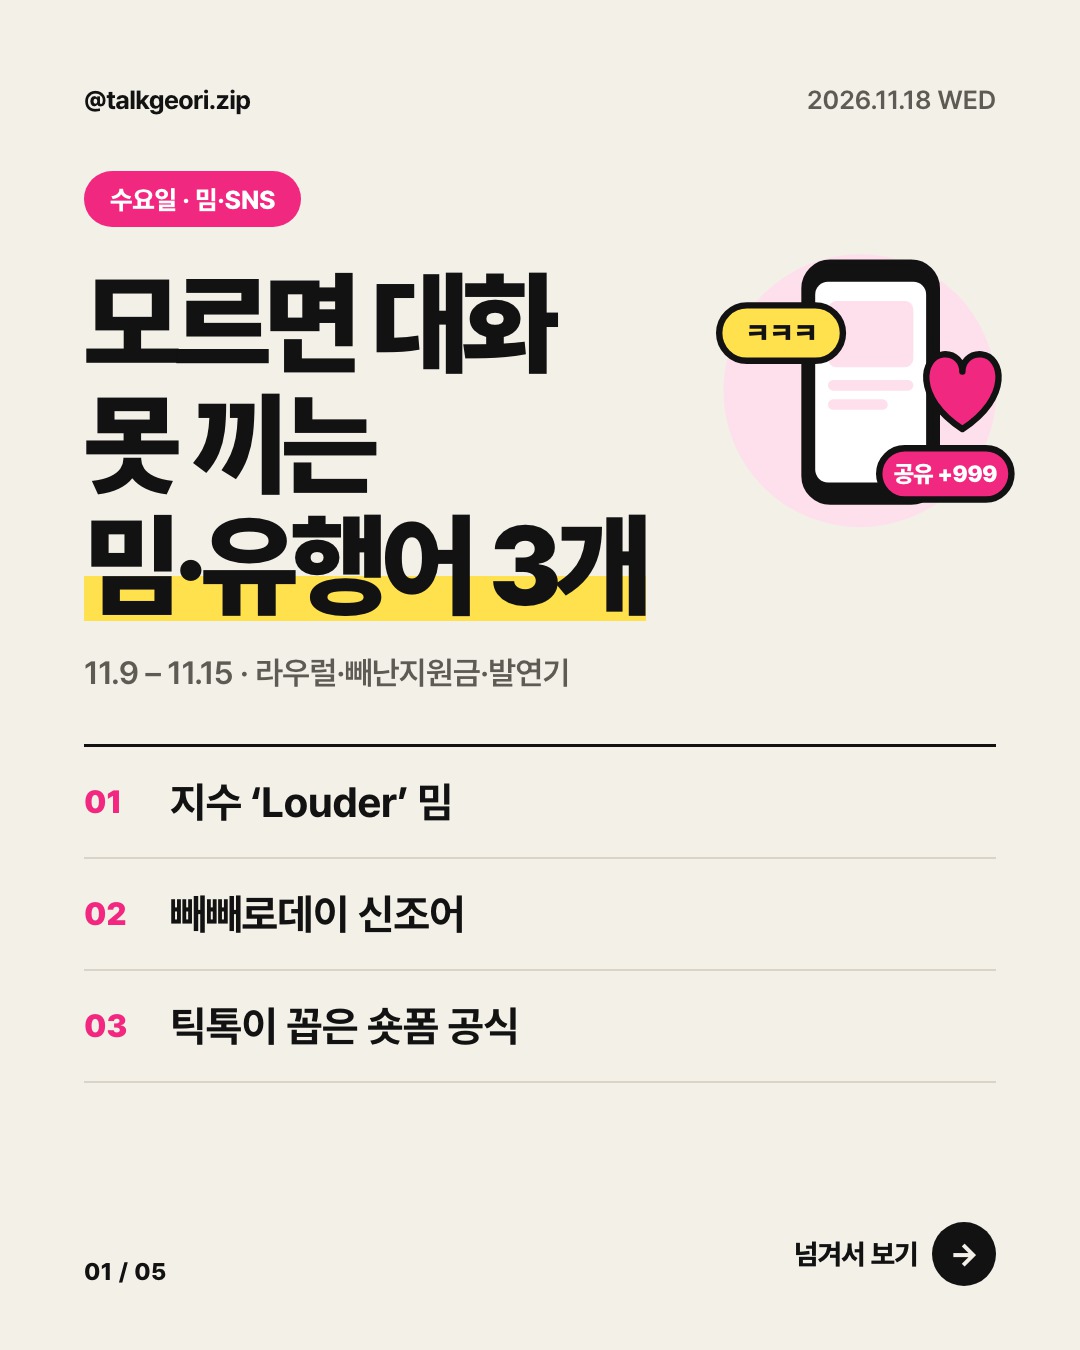 @talkgeori.zip
2026.11.18 WED
수요일 · 밈·SNS
모르면 대화
못 끼는
밈·유행어 3개
ㅋㅋㅋ
공유 +999
11.9 – 11.15 · 라우럴·빼난지원금·발연기
01 지수 ‘Louder’ 밈
02 빼빼로데이 신조어
03 틱톡이 꼽은 숏폼 공식
01 / 05
넘겨서 보기 →